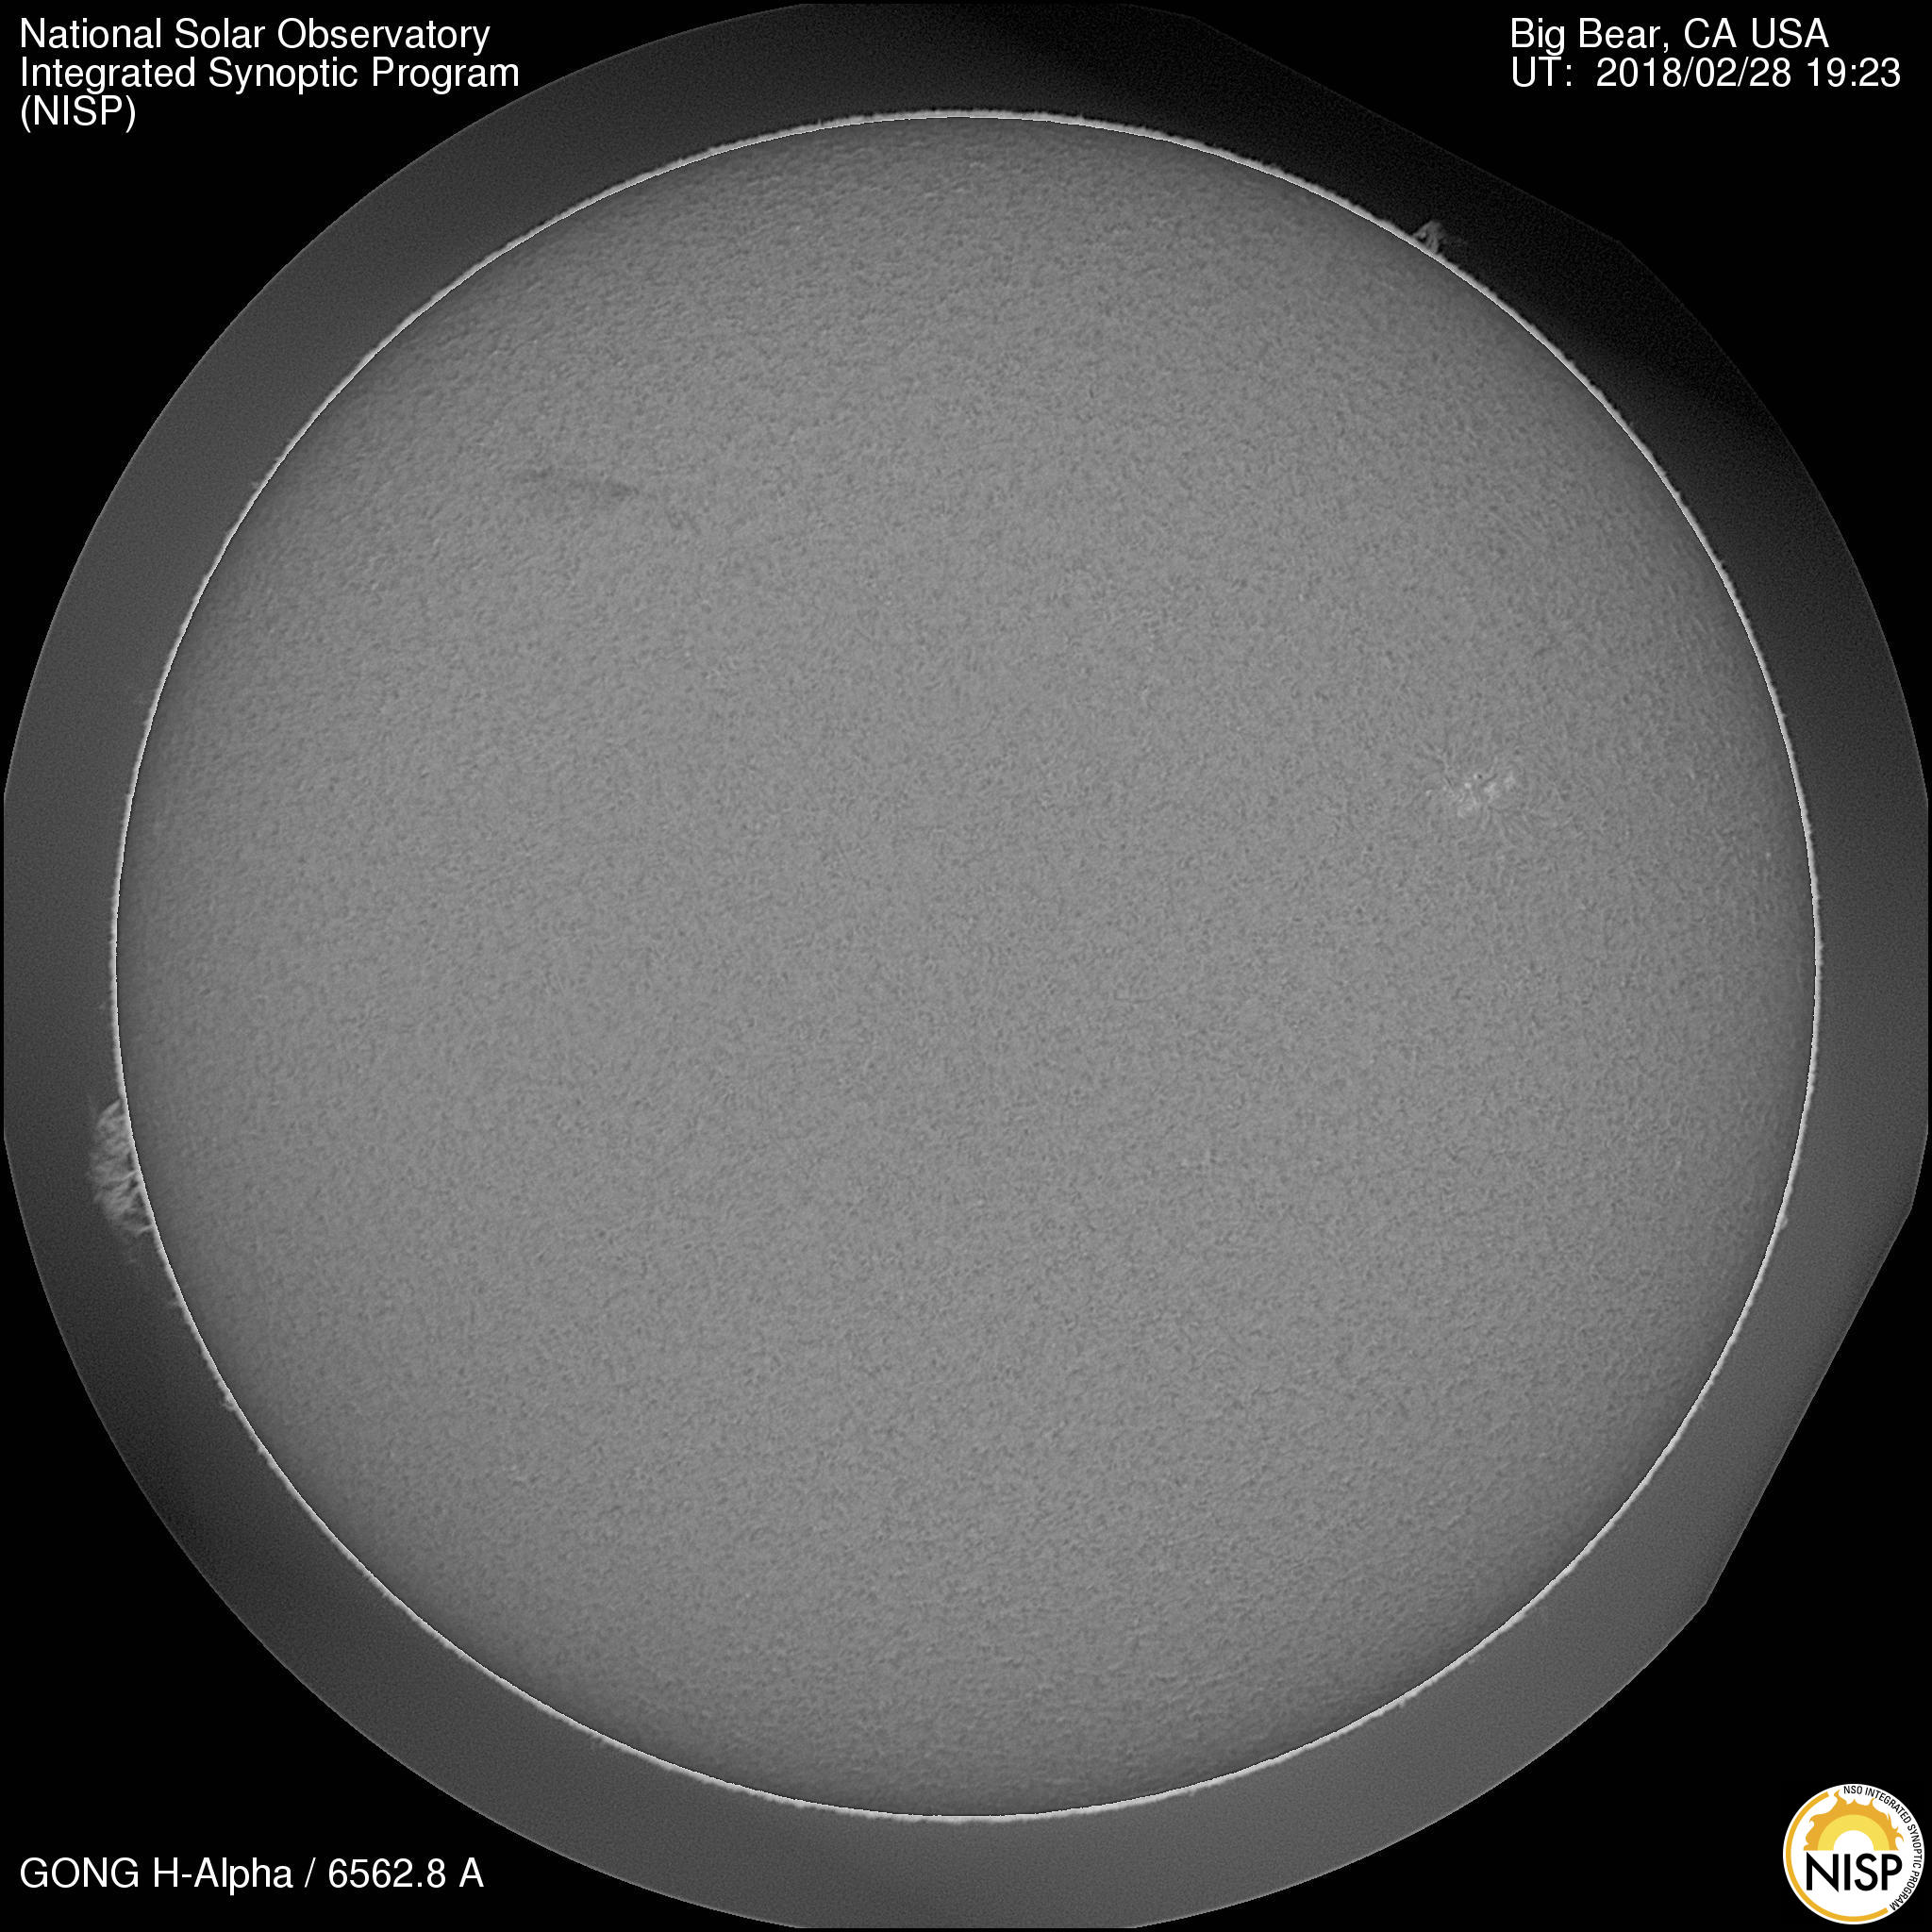 National Solar Observatory
Integrated Synoptic Program
(NISP)
Big Bear, CA USA
UT: 2018/02/28 19:23
GONG H-Alpha / 6562.8 A
NSO INTEGRATED SYNOPTIC PROGRAM
NISP